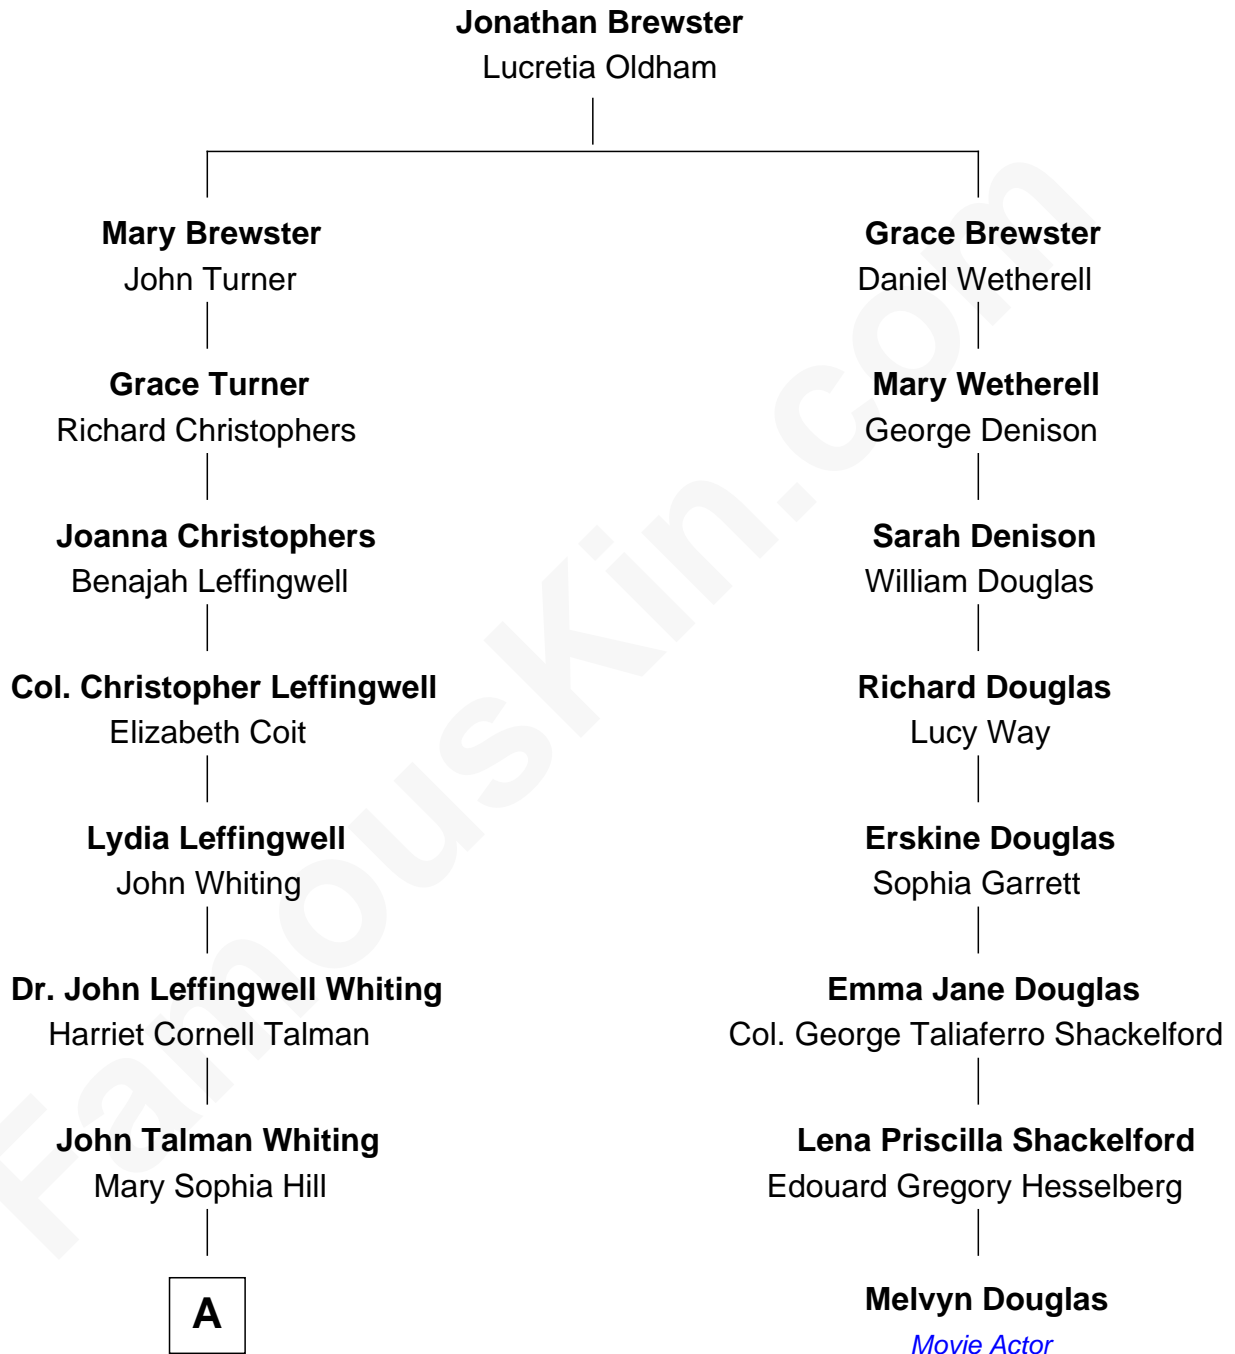 Jonathan Brewster
Lucretia Oldham
Mary Brewster
John Turner
Grace Brewster
Daniel Wetherell
Grace Turner
Richard Christophers
Mary Wetherell
George Denison
Joanna Christophers
Benajah Leffingwell
Sarah Denison
William Douglas
Col. Christopher Leffingwell
Elizabeth Coit
Richard Douglas
Lucy Way
Lydia Leffingwell
John Whiting
Erskine Douglas
Sophia Garrett
Dr. John Leffingwell Whiting
Harriet Cornell Talman
Emma Jane Douglas
Col. George Taliaferro Shackelford
John Talman Whiting
Mary Sophia Hill
Lena Priscilla Shackelford
Edouard Gregory Hesselberg
A
Melvyn Douglas
Movie Actor
FamousKin.com